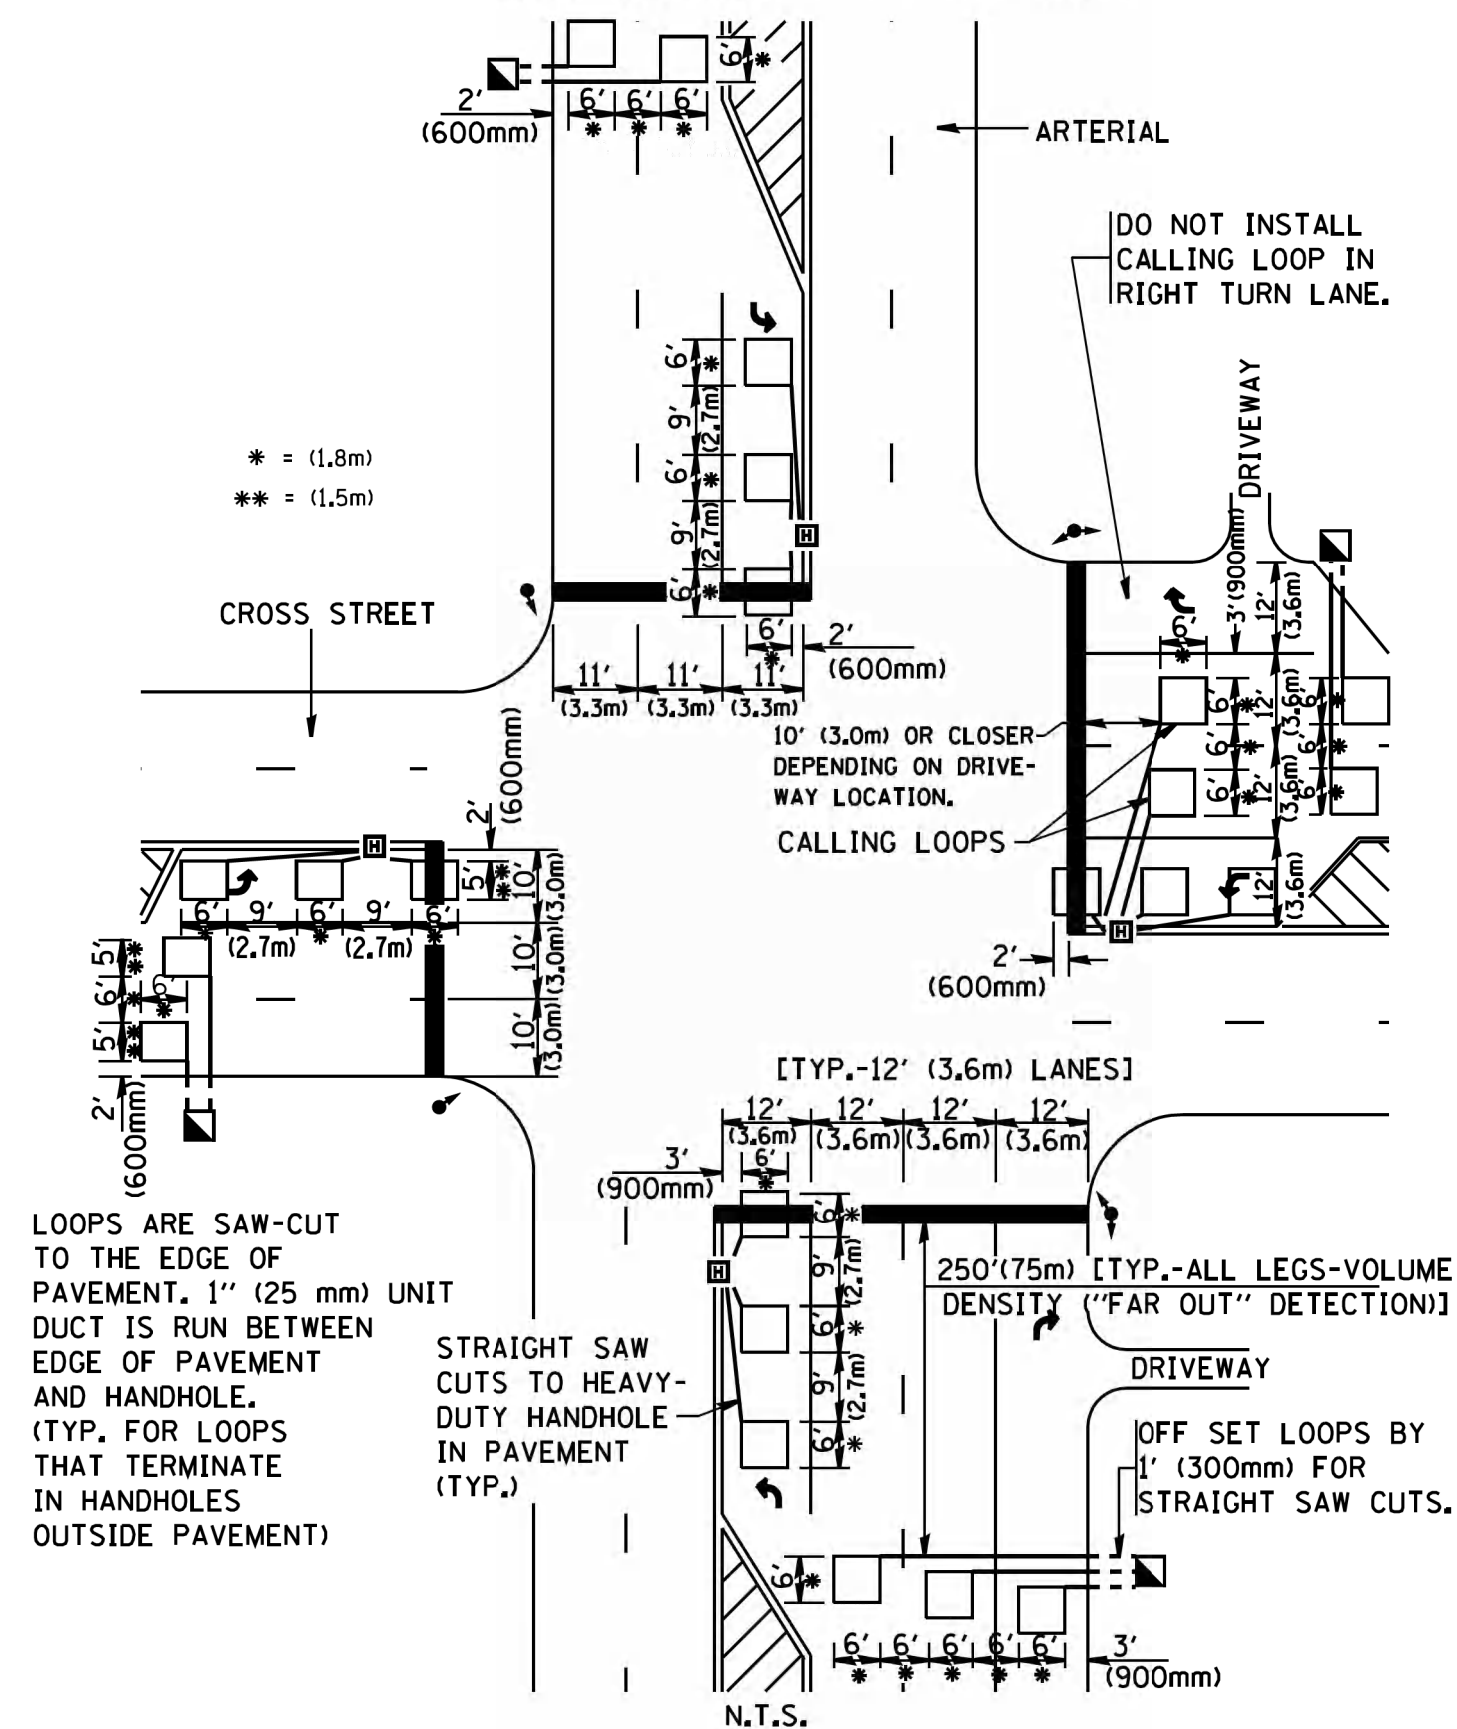 6'
*
2'
(600mm)
6' 6' 6'
* * *
ARTERIAL
DO NOT INSTALL
CALLING LOOP IN
RIGHT TURN LANE.
6'
*
9'
(2.7m)
6'
*
9'
(2.7m)
6'
*
H
* = (1.8m)
** = (1.5m)
DRIVEWAY
3'(900mm)
12'
(3.6m)
CROSS STREET
6'
*
2'
(600mm)
11' 11' 11'
(3.3m) (3.3m) (3.3m)
6'
*
6'
*
12'
(3.6m)
6'
*
6'
*
6'
*
6'
*
12'
(3.6m)
6'
*
12'
(3.6m)
10' (3.0m) OR CLOSER
DEPENDING ON DRIVE-
WAY LOCATION.
CALLING LOOPS
H
2'
(600mm)
2'
(600mm)
H
5'
**
10'
(3.0m)
6' 9' 6' 9' 6'
* (2.7m) * (2.7m) *
10'
(3.0m)
10'
(3.0m)
5'
**
6'
*
6'
*
5'
**
2'
(600mm)
[TYP.-12' (3.6m) LANES]
12' 12' 12' 12'
(3.6m) (3.6m) (3.6m) (3.6m)
3'
(900mm)
6'
*
6'
*
9'
(2.7m)
6'
*
9'
(2.7m)
6'
*
H
250'(75m) [TYP.-ALL LEGS-VOLUME
DENSITY ("FAR OUT" DETECTION)]
DRIVEWAY
LOOPS ARE SAW-CUT
TO THE EDGE OF
PAVEMENT. 1" (25 mm) UNIT
DUCT IS RUN BETWEEN
EDGE OF PAVEMENT
AND HANDHOLE.
(TYP. FOR LOOPS
THAT TERMINATE
IN HANDHOLES
OUTSIDE PAVEMENT)
STRAIGHT SAW
CUTS TO HEAVY-
DUTY HANDHOLE
IN PAVEMENT
(TYP.)
OFF SET LOOPS BY
1' (300mm) FOR
STRAIGHT SAW CUTS.
6'
*
6' 6' 6' 6' 6'
* * * * *
3'
(900mm)
N.T.S.